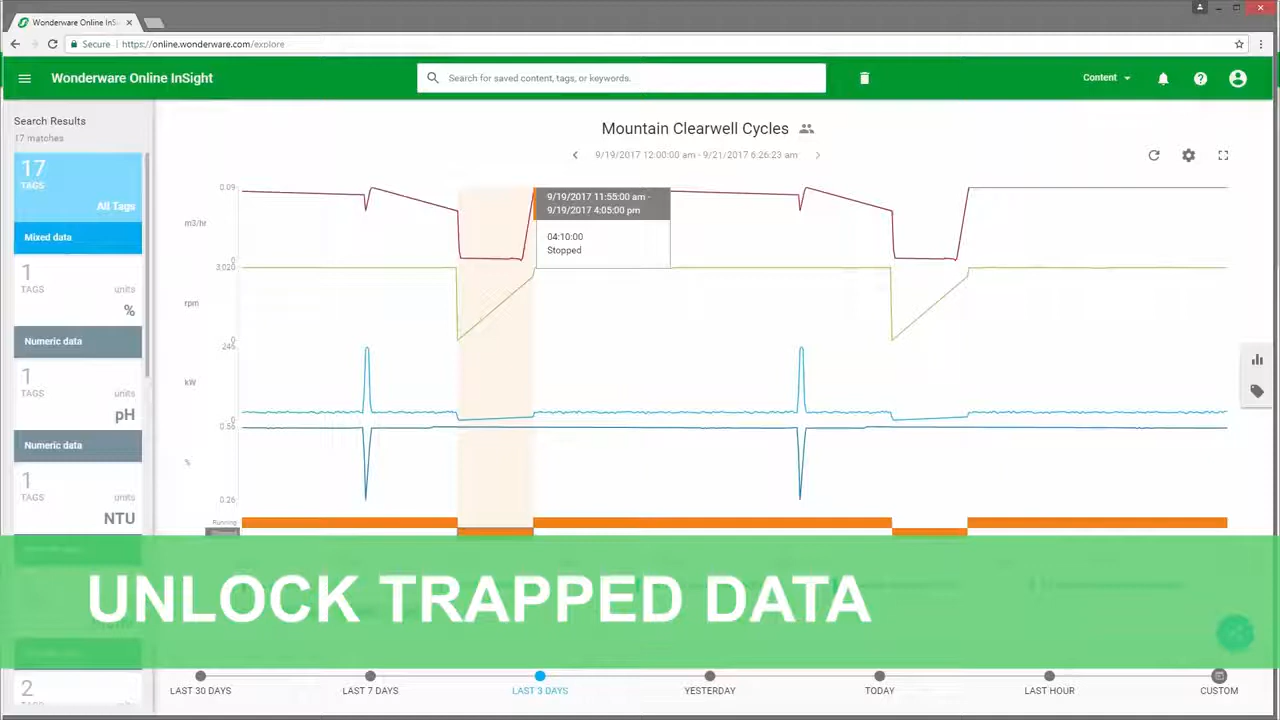 Wonderware Online InS
Secure
https://online.wonderware.com/explore
Wonderware Online InSight
Search for saved content, tags, or keywords.
Content
Search Results
17 matches
17
TAGS
All Tags
Mixed data
1
TAGS
units
%
Numeric data
1
TAGS
units
pH
Numeric data
1
TAGS
units
NTU
2
Mountain Clearwell Cycles
9/19/2017 12:00:00 am - 9/21/2017 6:26:23 am
0.09
m3/hr
0
3,020
rpm
0
246
kW
0
0.56
%
0.26
Running
9/19/2017 11:55:00 am -
9/19/2017 4:05:00 pm
04:10:00
Stopped
UNLOCK TRAPPED DATA
LAST 30 DAYS
LAST 7 DAYS
LAST 3 DAYS
YESTERDAY
TODAY
LAST HOUR
CUSTOM